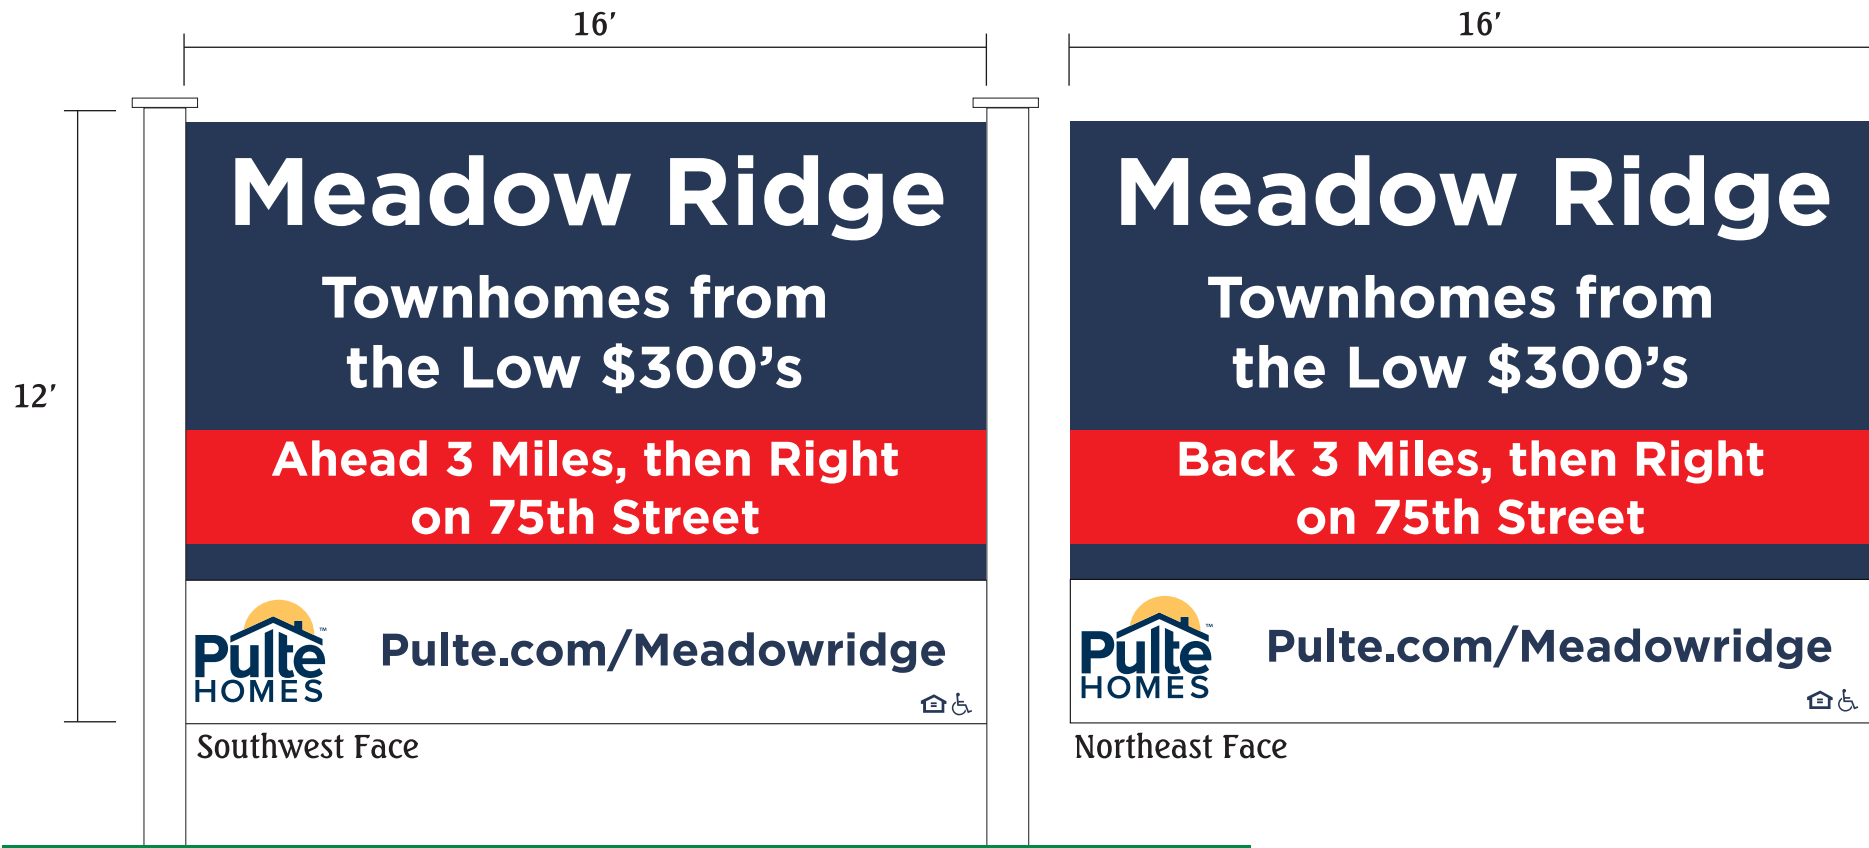 16′
16′
12′
Meadow Ridge
Townhomes from
the Low $300’s
Ahead 3 Miles, then Right
on 75th Street
Pulte™
HOMES
Pulte.com/Meadowridge
Southwest Face
Meadow Ridge
Townhomes from
the Low $300’s
Back 3 Miles, then Right
on 75th Street
Pulte™
HOMES
Pulte.com/Meadowridge
Northeast Face